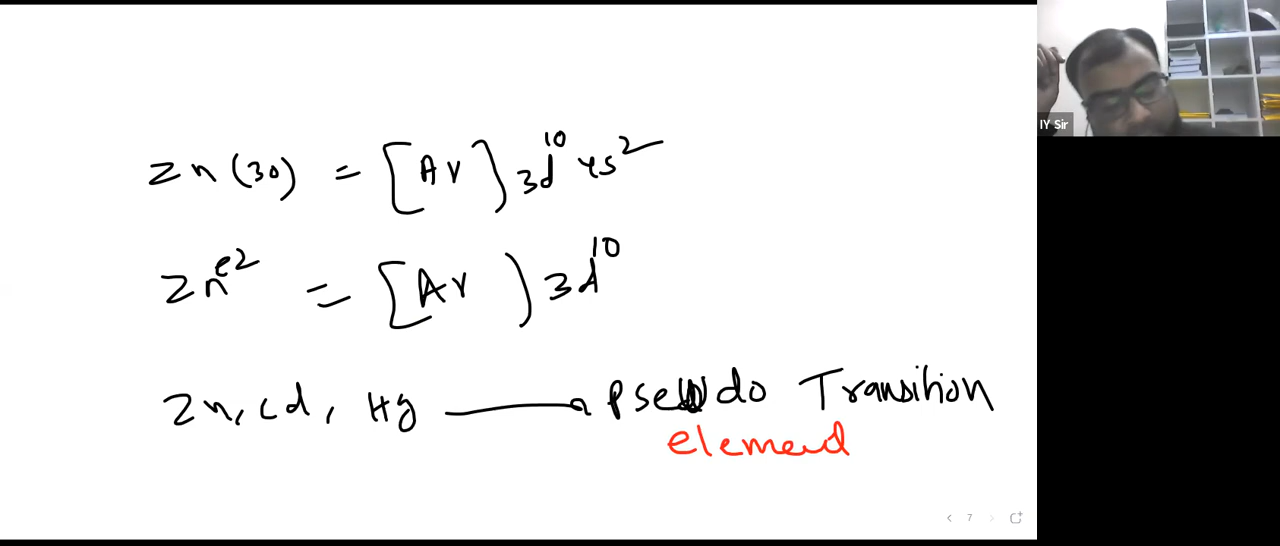 Zn (30) = [Ar] 3d¹⁰ 4s²
Zn⊕² = [Ar] 3d¹⁰
Zn, Cd, Hg → Pseudo Transition
element
IY Sir
7